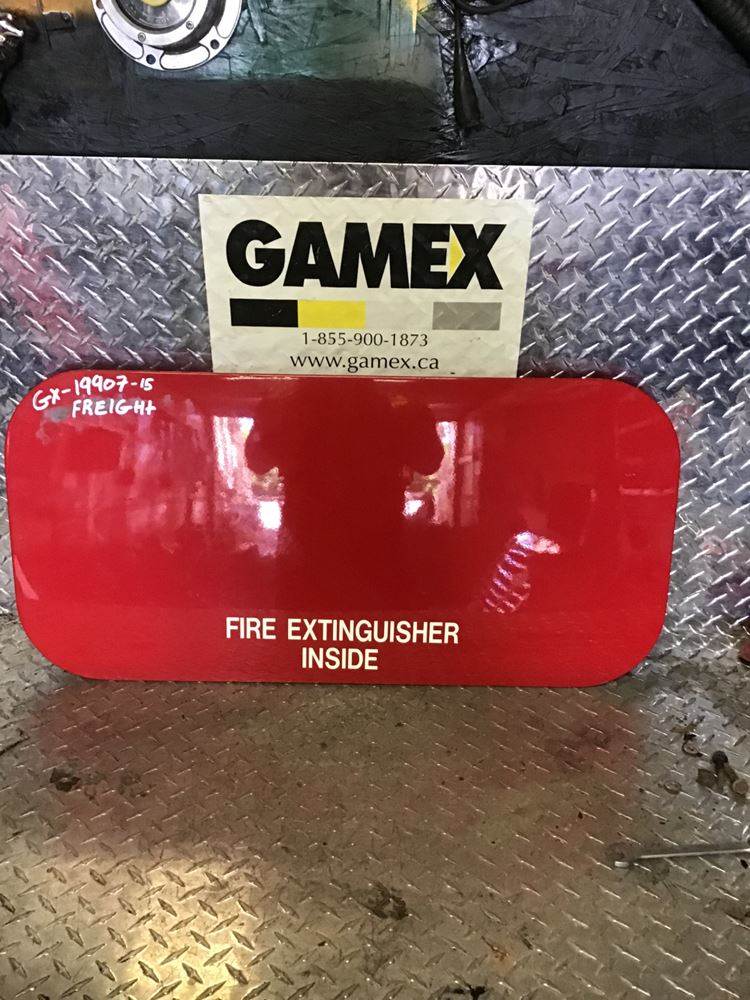 GAMEX
1-855-900-1873
www.gamex.ca
GX-19907-15
FREIGHt
FIRE EXTINGUISHER
INSIDE